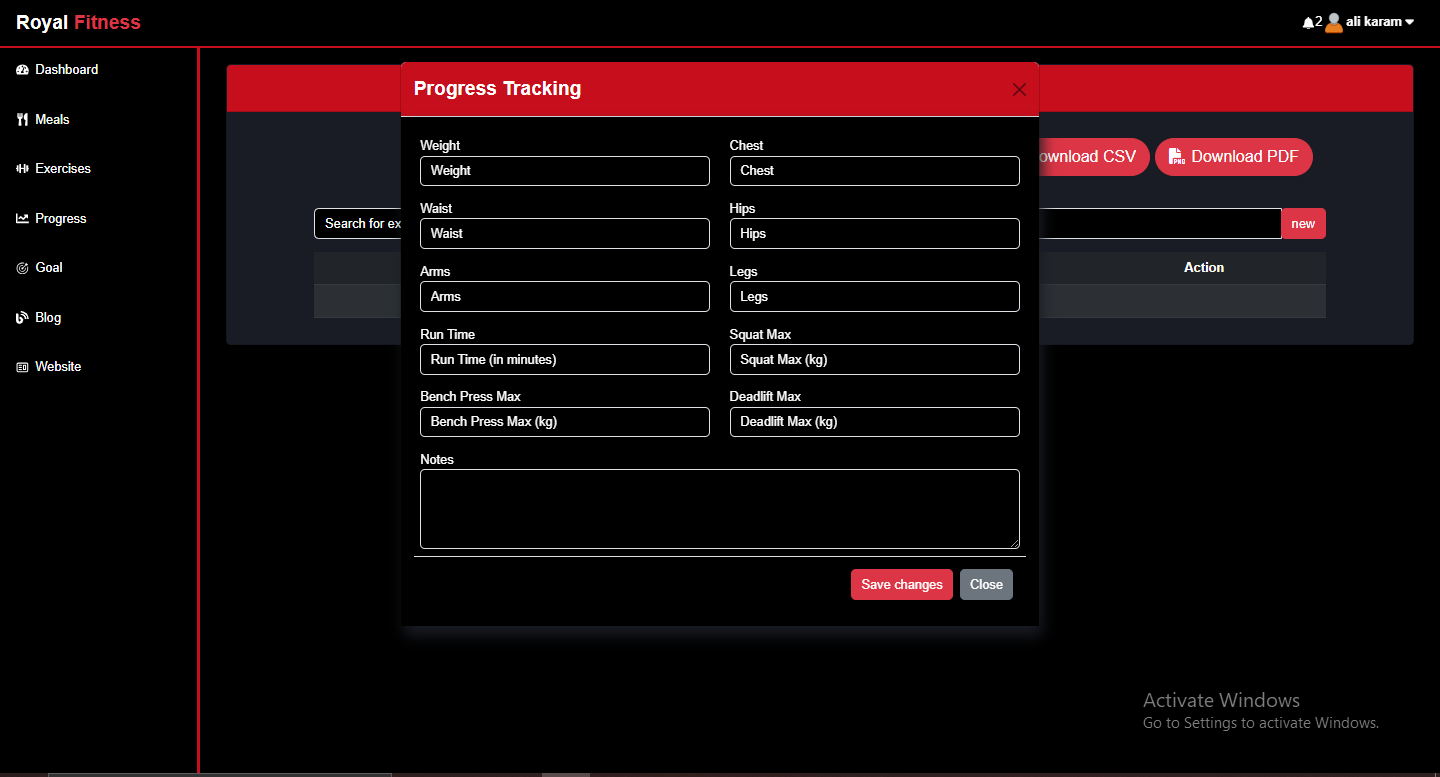 Royal Fitness
2 ali karam
Dashboard
Meals
Exercises
Progress
Goal
Blog
Website
Progress Tracking
Weight
Weight
Chest
Chest
Waist
Waist
Hips
Hips
Arms
Arms
Legs
Legs
Run Time
Run Time (in minutes)
Squat Max
Squat Max (kg)
Bench Press Max
Bench Press Max (kg)
Deadlift Max
Deadlift Max (kg)
Notes
Save changes
Close
ownload CSV
PNG Download PDF
Search for ex
new
Action
Activate Windows
Go to Settings to activate Windows.